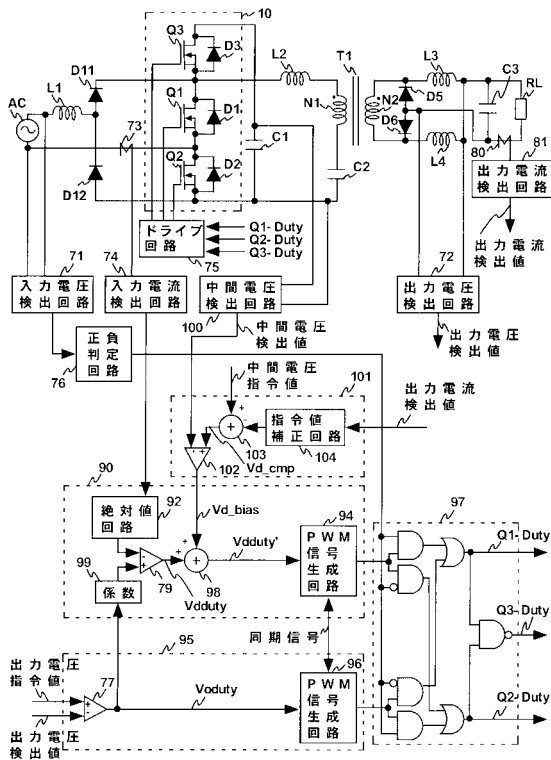 10
Q3
D3
D11
L1
AC
73
Q1
D1
C1
Q2
D2
D12
L2
T1
N1
N2
C2
L3
D5
D6
L4
C3
RL
80
81
出力電流
検出回路
出力電流
検出値
ドライブ
回路
75
Q1-Duty
Q2-Duty
Q3-Duty
71
入力電圧
検出回路
74
入力電流
検出回路
中間電圧
検出回路
100
中間電圧
検出値
72
出力電圧
検出回路
出力電圧
検出値
正負
判定
回路
76
中間電圧
指令値
101
出力電流
検出値
+
103
指令値
補正回路
104
- +
102
Vd_cmp
90
92
絶対値
回路
Vd_bias
94
PWM
信号
生成
回路
97
99
係数
-
+
79
+
+
98
Vdduty
Vdduty'
Q1-Duty
Q3-Duty
Q2-Duty
95
同期信号
96
PWM
信号
生成
回路
出力電圧
指令値
77
+
-
Voduty
出力電圧
検出値